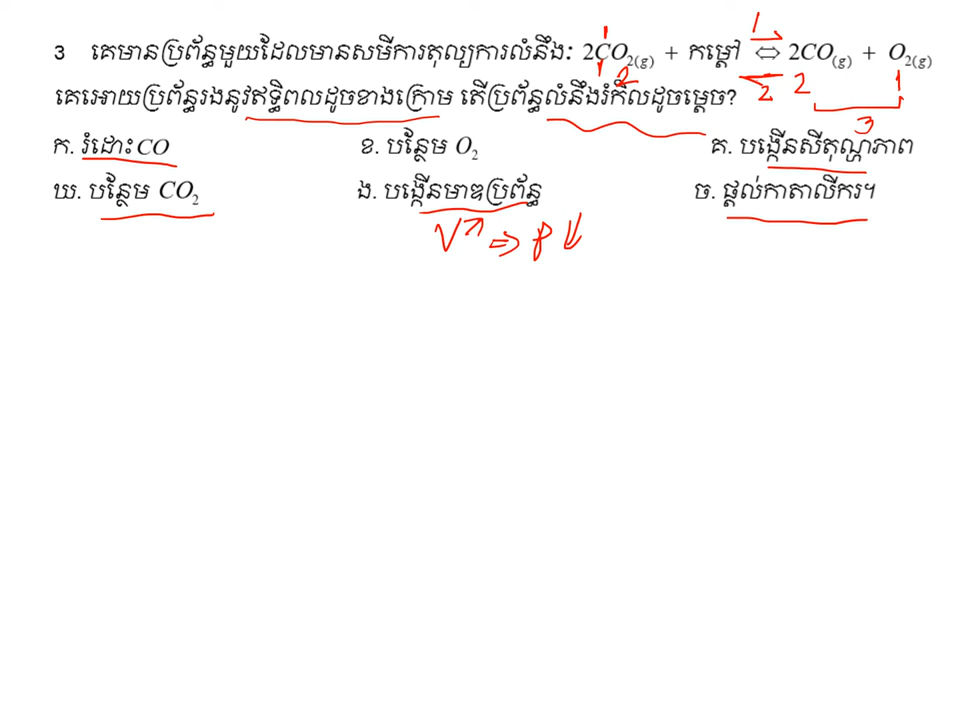 3 គេមានប្រព័ន្ធមួយដែលមានសមីការតុល្យការលំនឹង: 2CO₂(g) + កម្ដៅ ⇔ 2CO(g) + O₂(g)
គេអោយប្រព័ន្ធរងនូវឥទ្ធិពលដូចខាងក្រោម តើប្រព័ន្ធលំនឹងរំកិលដូចម្ដេច?
ក. រំដោះ CO ខ. បន្ថែម O₂ គ. បង្កើនសីតុណ្ហភាព
ឃ. បន្ថែម CO₂ ង. បង្កើនមាឌប្រព័ន្ធ ច. ផ្ដល់កាតាលីករ។
1
2
2 2 1
3
V↗ ⇒ P ↓